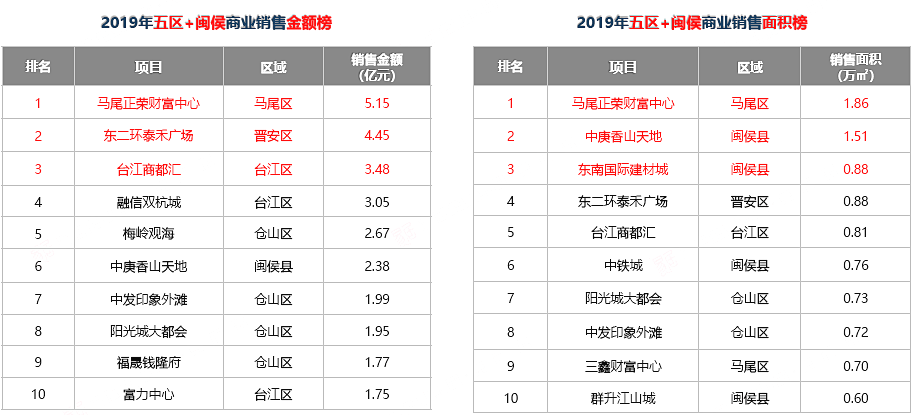 2019年五区+闽侯商业销售金额榜
排名 项目 区域 销售金额
(亿元)
1 马尾正荣财富中心 马尾区 5.15
2 东二环泰禾广场 晋安区 4.45
3 台江商都汇 台江区 3.48
4 融信双杭城 台江区 3.05
5 梅岭观海 仓山区 2.67
6 中庚香山天地 闽侯县 2.38
7 中发印象外滩 仓山区 1.99
8 阳光城大都会 仓山区 1.95
9 福晟钱隆府 仓山区 1.77
10 富力中心 台江区 1.75
2019年五区+闽侯商业销售面积榜
排名 项目 区域 销售面积
(万㎡)
1 马尾正荣财富中心 马尾区 1.86
2 中庚香山天地 闽侯县 1.51
3 东南国际建材城 闽侯县 0.88
4 东二环泰禾广场 晋安区 0.88
5 台江商都汇 台江区 0.81
6 中铁城 闽侯县 0.76
7 阳光城大都会 仓山区 0.73
8 中发印象外滩 仓山区 0.72
9 三鑫财富中心 马尾区 0.70
10 群升江山城 闽侯县 0.60